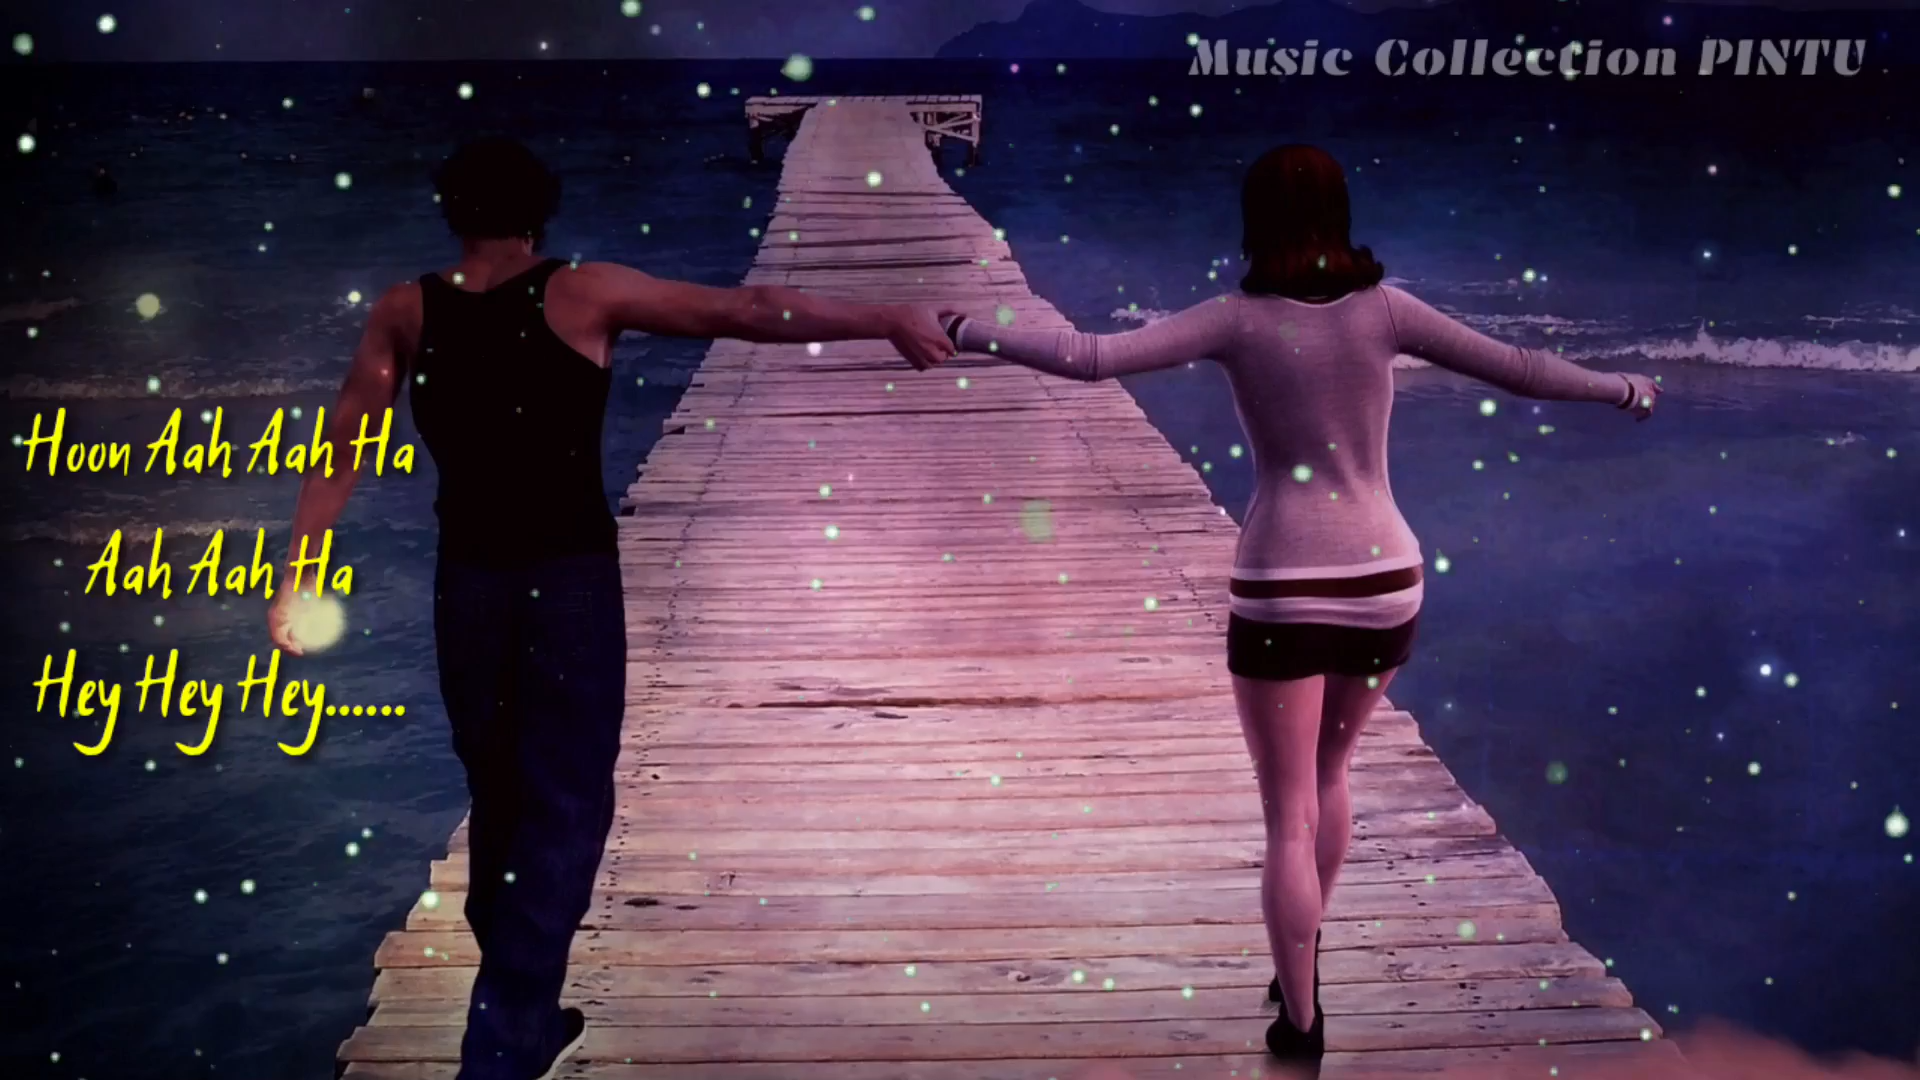 Music Collection PINTU
Hoon Aah Aah Ha
Aah Aah Ha
Hey Hey Hey......